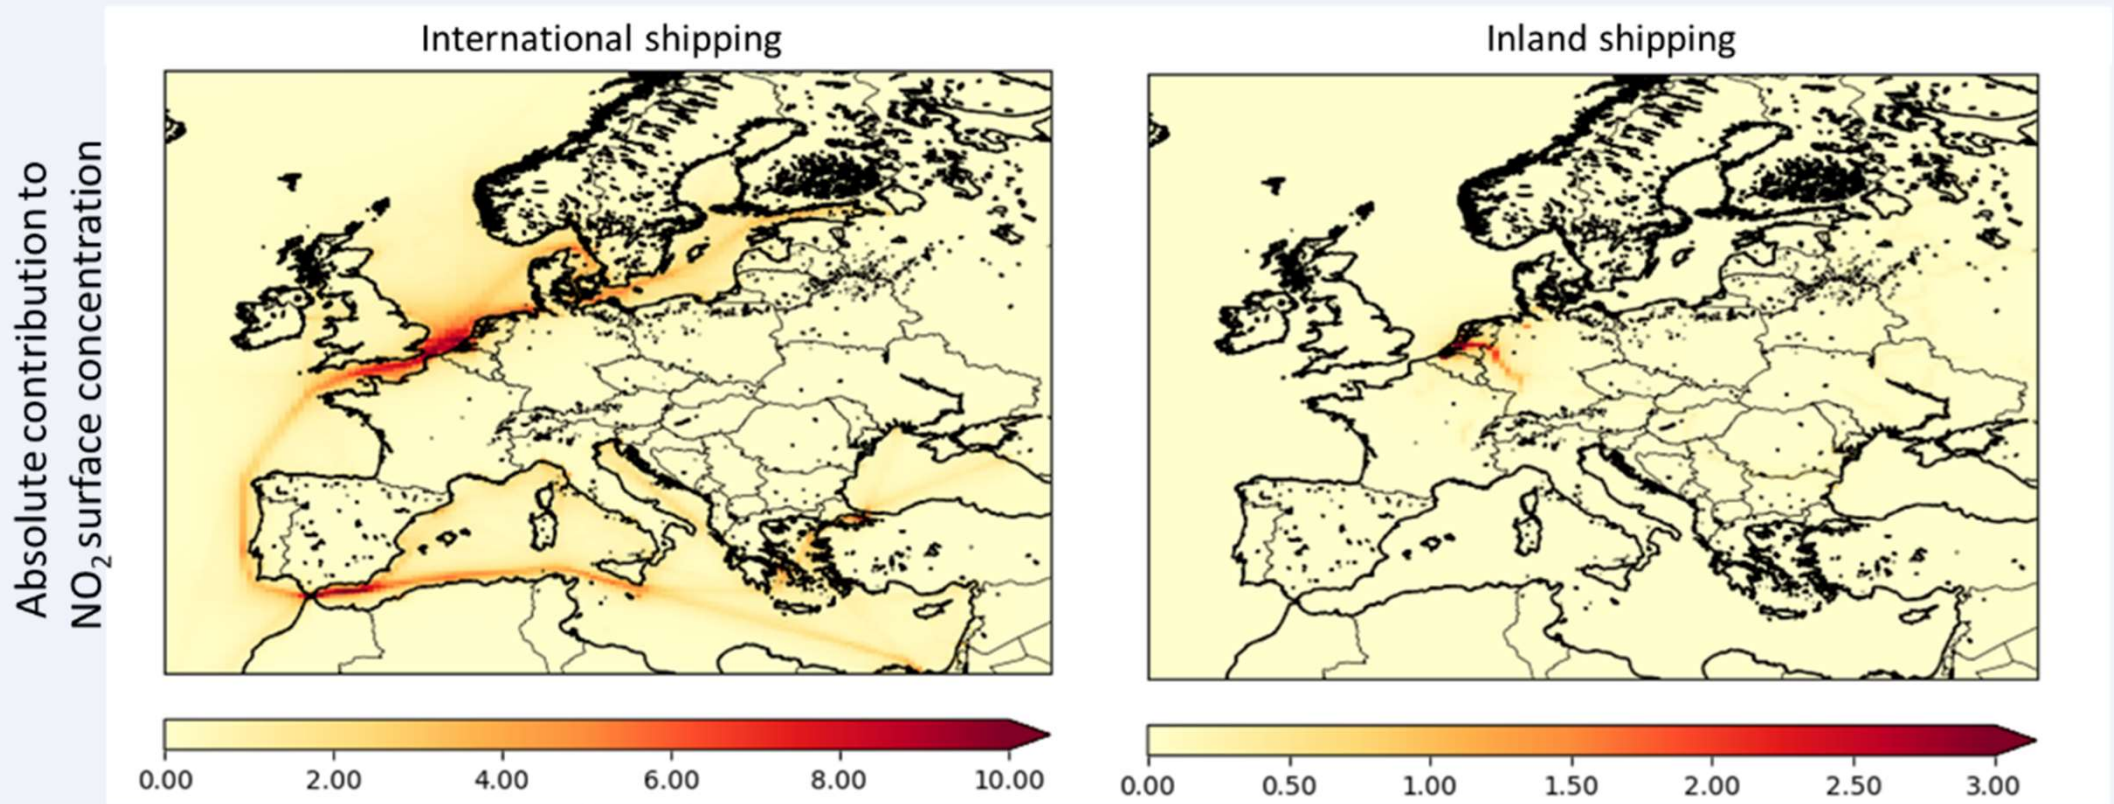 International shipping
Inland shipping
Absolute contribution to
NO₂ surface concentration
0.00 2.00 4.00 6.00 8.00 10.00
0.00 0.50 1.00 1.50 2.00 2.50 3.00